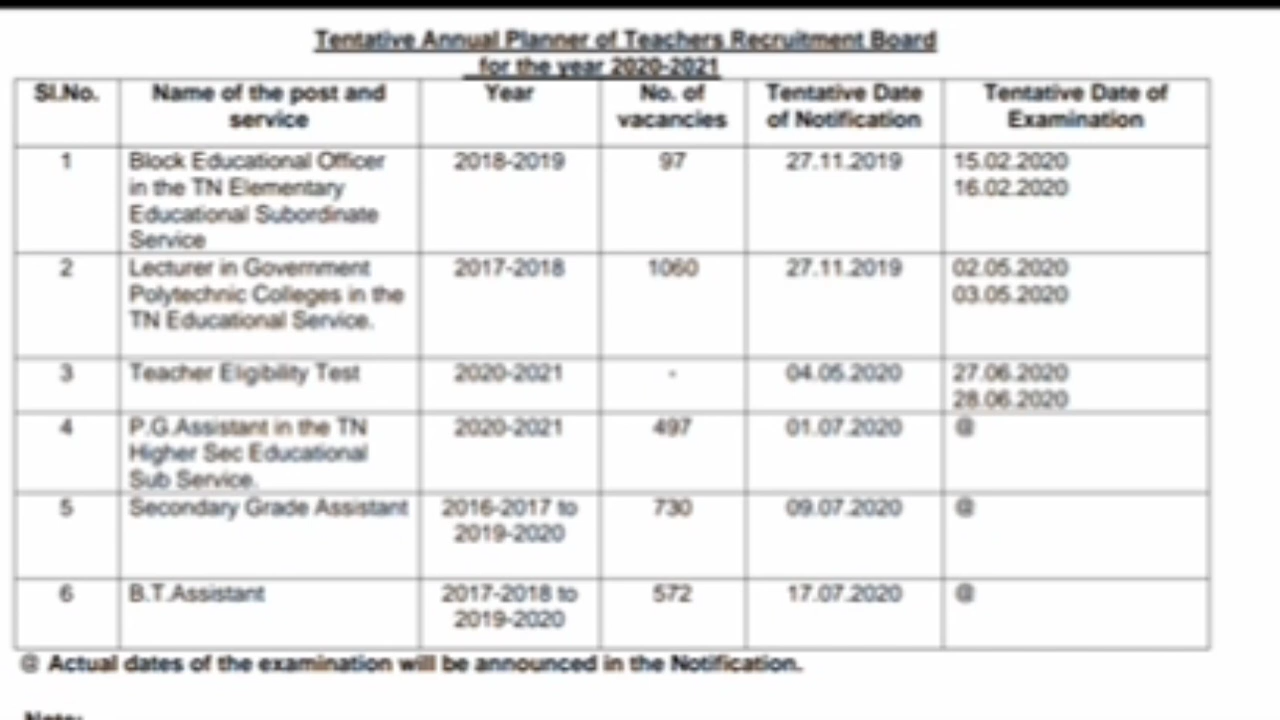 Tentative Annual Planner of Teachers Recruitment Board
for the year 2020-2021
Sl.No. Name of the post and service Year No. of vacancies Tentative Date of Notification Tentative Date of Examination
1 Block Educational Officer in the TN Elementary Educational Subordinate Service 2018-2019 97 27.11.2019 15.02.2020 16.02.2020
2 Lecturer in Government Polytechnic Colleges in the TN Educational Service. 2017-2018 1060 27.11.2019 02.05.2020 03.05.2020
3 Teacher Eligibility Test 2020-2021 - 04.05.2020 27.06.2020 28.06.2020
4 P.G.Assistant in the TN Higher Sec Educational Sub Service. 2020-2021 497 01.07.2020 @
5 Secondary Grade Assistant 2016-2017 to 2019-2020 730 09.07.2020 @
6 B.T.Assistant 2017-2018 to 2019-2020 572 17.07.2020 @
@ Actual dates of the examination will be announced in the Notification.
Note: